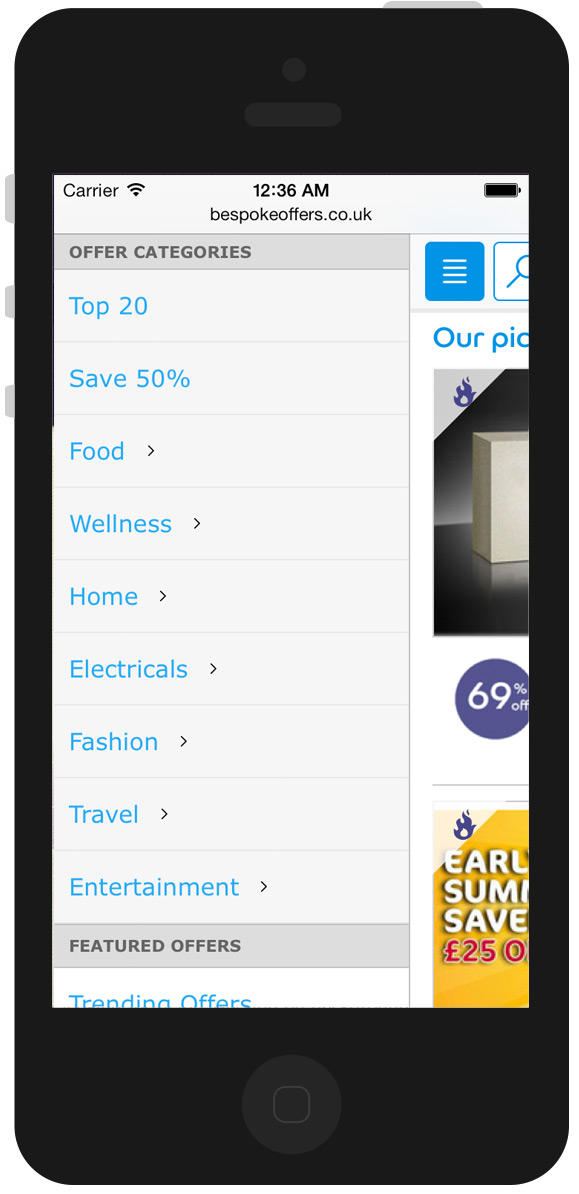 Carrier 12:36 AM
bespokeoffers.co.uk
OFFER CATEGORIES
Top 20
Save 50%
Food
Wellness
Home
Electricals
Fashion
Travel
Entertainment
FEATURED OFFERS
Trending Offers
Our pic
69% off
EARL
SUMM
SAVE
£25 O